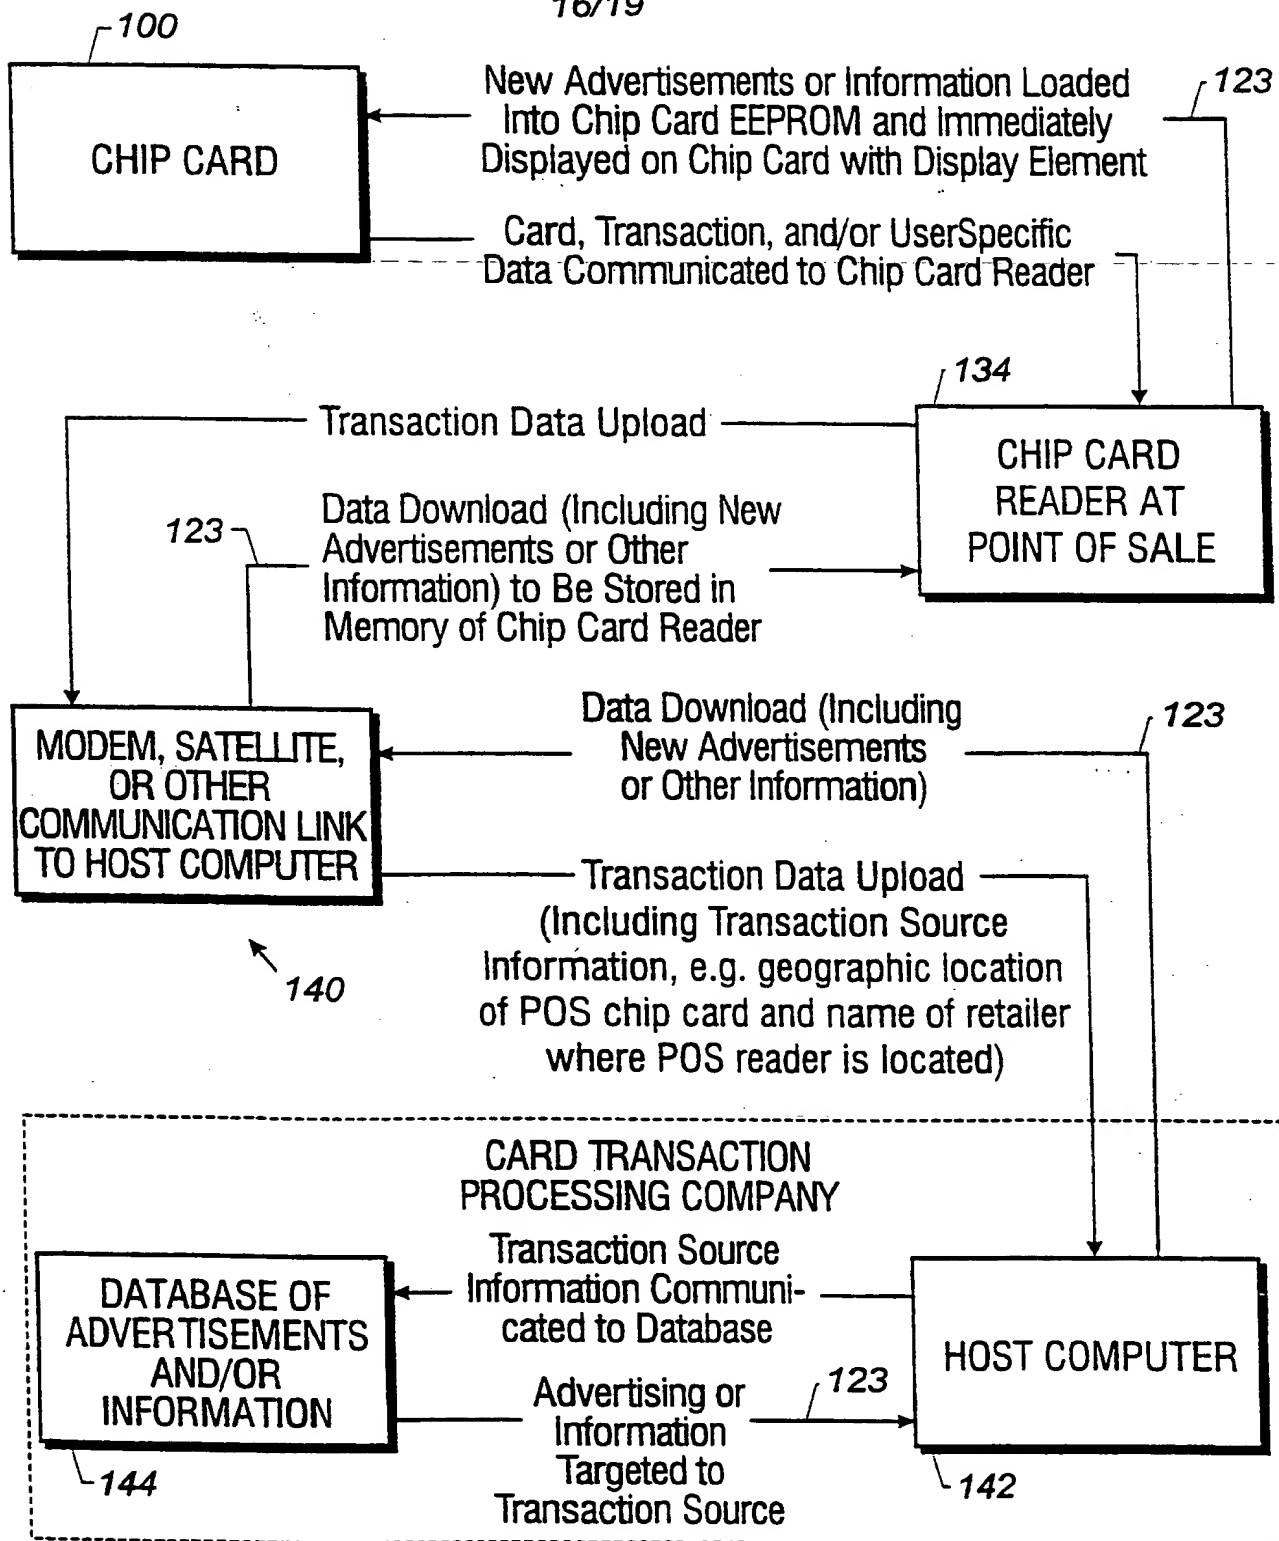 16/19
100
CHIP CARD
New Advertisements or Information Loaded
Into Chip Card EEPROM and Immediately
Displayed on Chip Card with Display Element
123
Card, Transaction, and/or UserSpecific
Data Communicated to Chip Card Reader
134
CHIP CARD
READER AT
POINT OF SALE
Transaction Data Upload
123
Data Download (Including New
Advertisements or Other
Information) to Be Stored in
Memory of Chip Card Reader
MODEM, SATELLITE,
OR OTHER
COMMUNICATION LINK
TO HOST COMPUTER
140
Data Download (Including
New Advertisements
or Other Information)
123
Transaction Data Upload
(Including Transaction Source
Information, e.g. geographic location
of POS chip card and name of retailer
where POS reader is located)
CARD TRANSACTION
PROCESSING COMPANY
DATABASE OF
ADVERTISEMENTS
AND/OR
INFORMATION
144
Transaction Source
Information Communi-
cated to Database
Advertising or
Information
Targeted to
Transaction Source
123
HOST COMPUTER
142